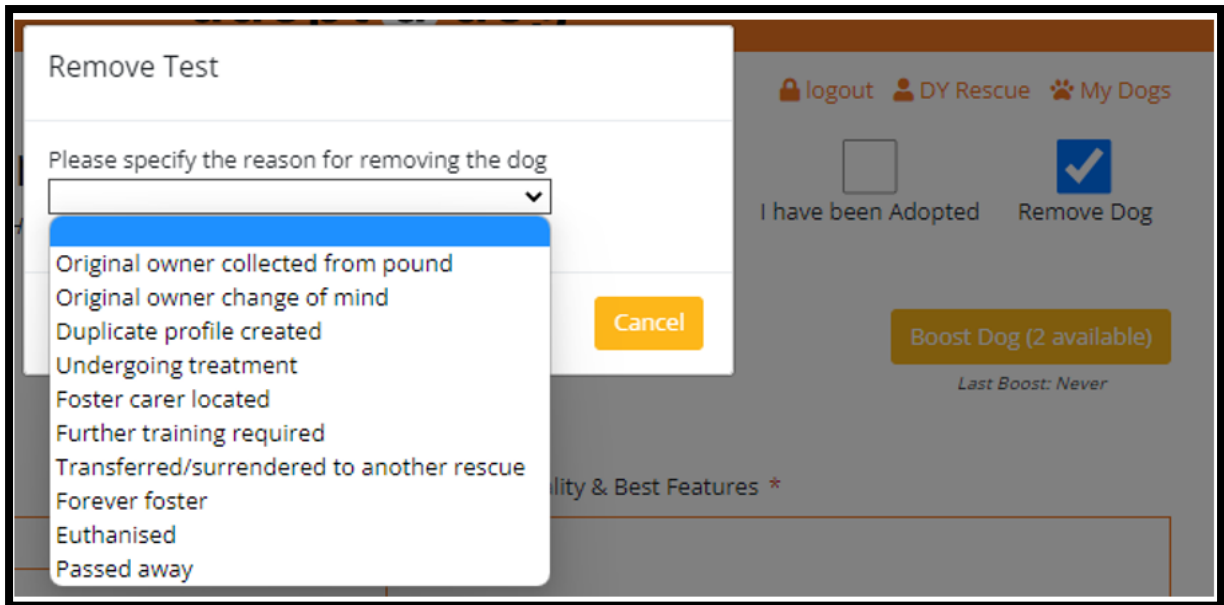 Remove Test
logout DY Rescue My Dogs
Please specify the reason for removing the dog
I have been Adopted Remove Dog
Original owner collected from pound
Original owner change of mind
Duplicate profile created
Undergoing treatment
Foster carer located
Further training required
Transferred/surrendered to another rescue
Forever foster
Euthanised
Passed away
Cancel
Boost Dog (2 available)
Last Boost: Never
& Best Features *